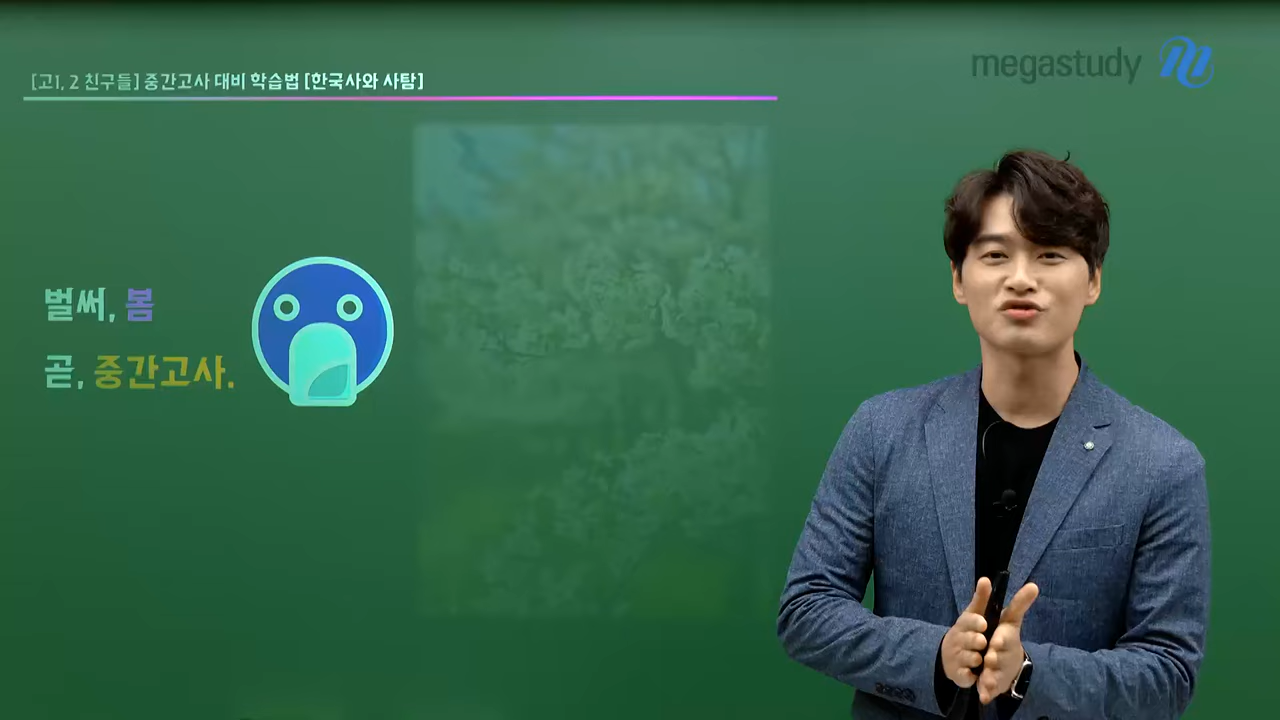 [고1, 2 친구들] 중간고사 대비 학습법 [한국사와 사탐]
megastudy
벌써, 봄
곧, 중간고사.